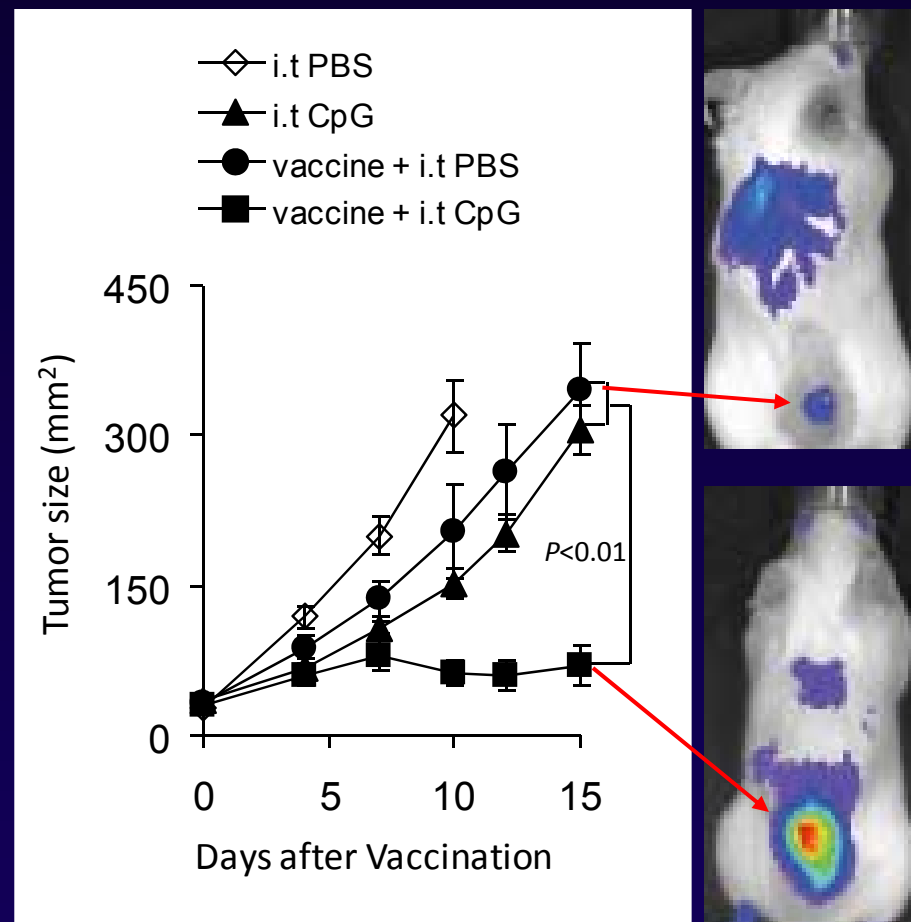 i.t PBS
i.t CpG
vaccine + i.t PBS
vaccine + i.t CpG
450
300
150
0
Tumor size (mm²)
P<0.01
0 5 10 15
Days after Vaccination